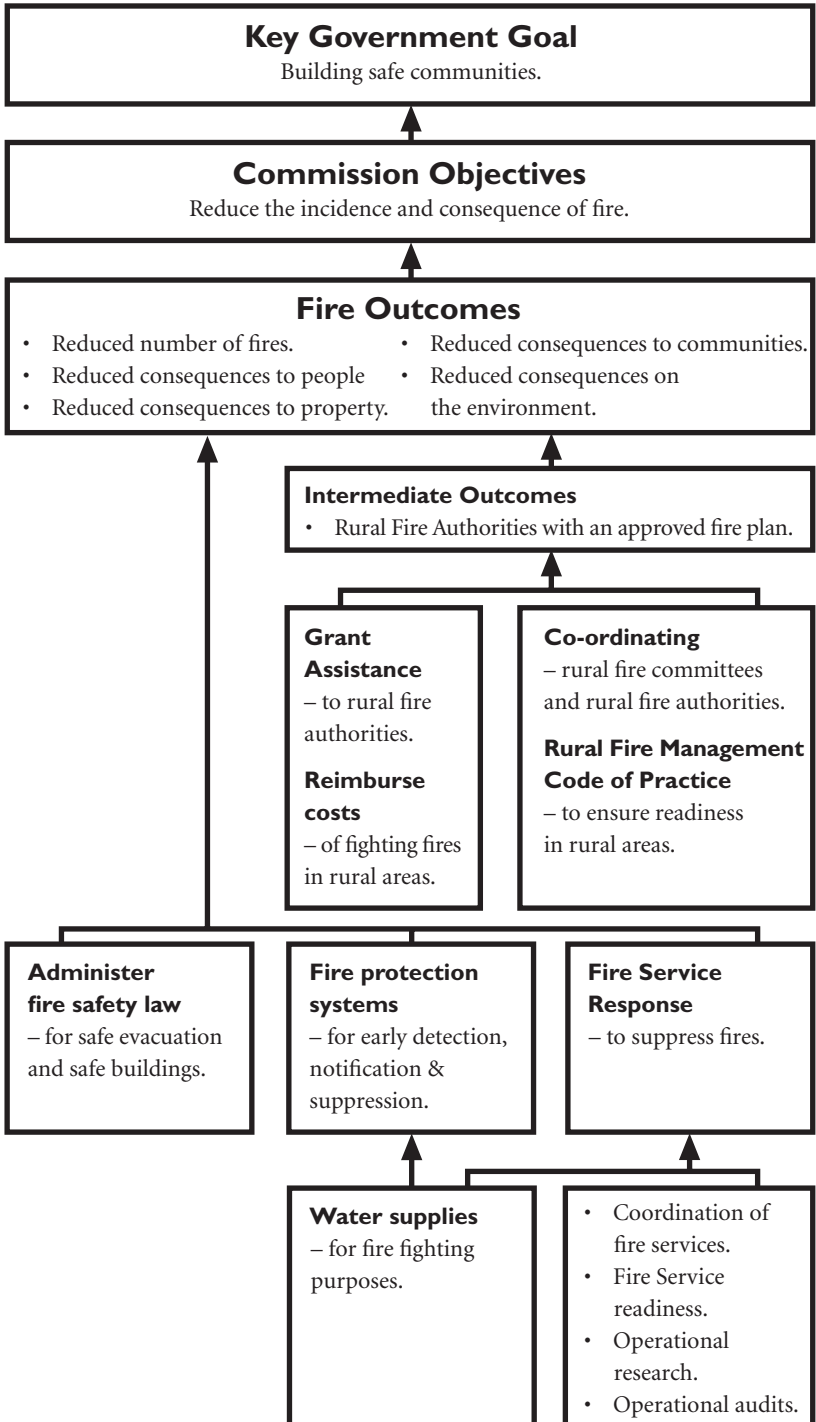 Key Government Goal
Building safe communities.
Commission Objectives
Reduce the incidence and consequence of fire.
Fire Outcomes
• Reduced number of fires.
• Reduced consequences to people
• Reduced consequences to property.
• Reduced consequences to communities.
• Reduced consequences on
the environment.
Intermediate Outcomes
• Rural Fire Authorities with an approved fire plan.
Grant
Assistance
– to rural fire
authorities.
Reimburse
costs
– of fighting fires
in rural areas.
Co-ordinating
– rural fire committees
and rural fire authorities.
Rural Fire Management
Code of Practice
– to ensure readiness
in rural areas.
Administer
fire safety law
– for safe evacuation
and safe buildings.
Fire protection
systems
– for early detection,
notification &
suppression.
Fire Service
Response
– to suppress fires.
Water supplies
– for fire fighting
purposes.
• Coordination of
fire services.
• Fire Service
readiness.
• Operational
research.
• Operational audits.